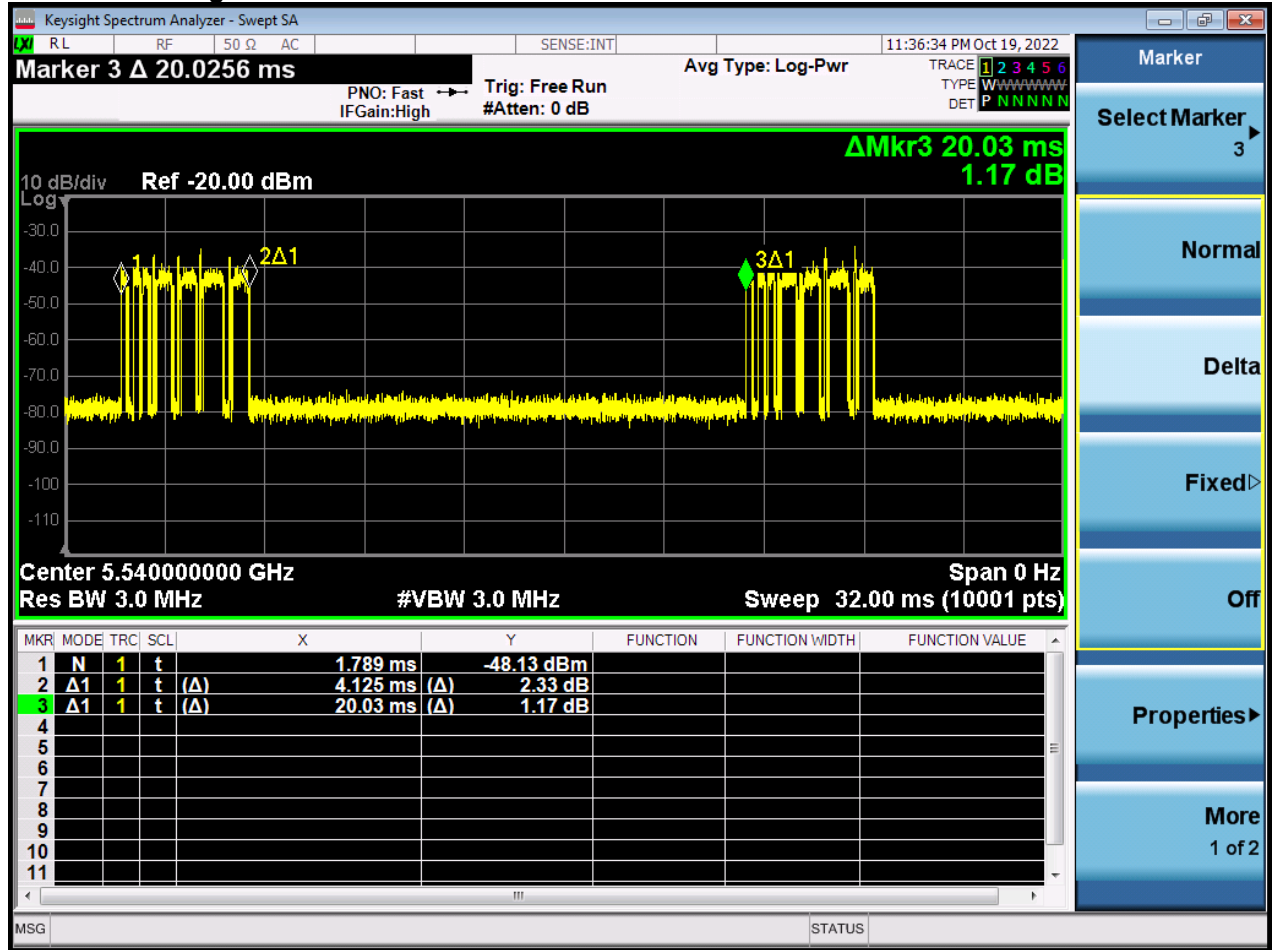 Keysight Spectrum Analyzer - Swept SA
LXI RL RF 50 Ω AC SENSE:INT 11:36:34 PM Oct 19, 2022
Marker 3 Δ 20.0256 ms
PNO: Fast
IFGain:High
Trig: Free Run
#Atten: 0 dB
Avg Type: Log-Pwr
TRACE 1 2 3 4 5 6
TYPE WWWWWW
DET P N N N N N
ΔMkr3 20.03 ms
1.17 dB
10 dB/div Ref -20.00 dBm
Log
-30.0
-40.0
-50.0
-60.0
-70.0
-80.0
-90.0
-100
-110
1
2Δ1
3Δ1
Center 5.540000000 GHz Span 0 Hz
Res BW 3.0 MHz #VBW 3.0 MHz Sweep 32.00 ms (10001 pts)
MKR MODE TRC SCL X Y FUNCTION FUNCTION WIDTH FUNCTION VALUE
1 N 1 t 1.789 ms -48.13 dBm
2 Δ1 1 t (Δ) 4.125 ms (Δ) 2.33 dB
3 Δ1 1 t (Δ) 20.03 ms (Δ) 1.17 dB
4
5
6
7
8
9
10
11
MSG STATUS
Marker
Select Marker
3
Normal
Delta
Fixed
Off
Properties
More
1 of 2